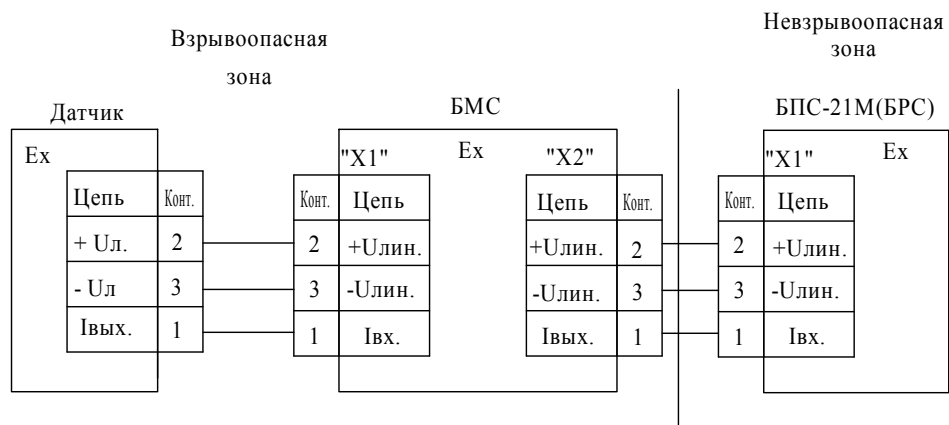 Взрывоопасная
зона
Невзрывоопасная
зона
Датчик
Ex
Цепь Конт.
+ Uл. 2
- Uл 3
Iвых. 1
БМС
"X1" Ex "X2"
Конт. Цепь
2 +Uлин.
3 -Uлин.
1 Iвх.
Цепь Конт.
+Uлин. 2
-Uлин. 3
Iвых. 1
БПС-21М(БРС)
"X1" Ex
Конт. Цепь
2 +Uлин.
3 -Uлин.
1 Iвх.